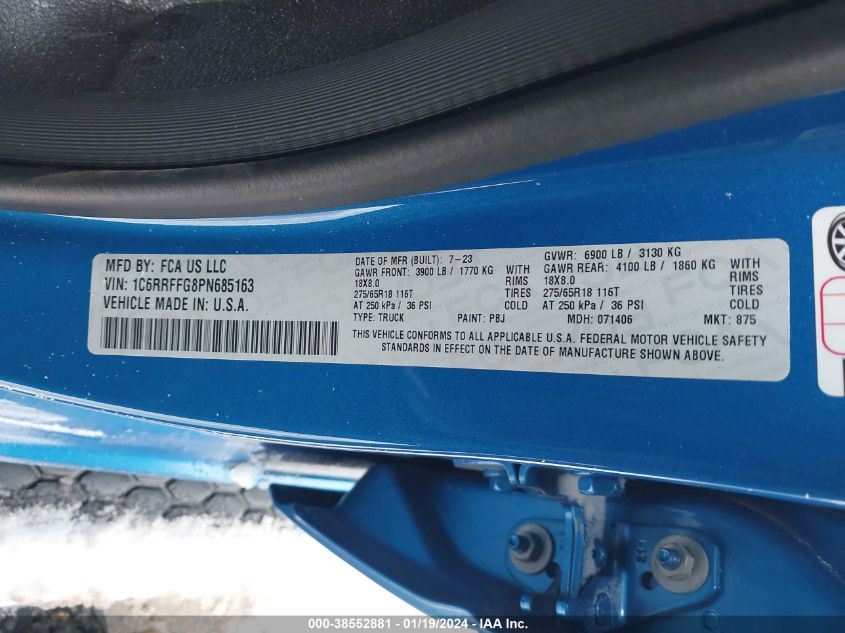 MFD BY: FCA US LLC
VIN: 1C6RRFFG8PN685163
VEHICLE MADE IN: U.S.A.
DATE OF MFR (BUILT): 7-23
GVWR: 6900 LB / 3130 KG
GAWR FRONT: 3900 LB / 1770 KG WITH
18X8.0 RIMS
275/65R18 116T TIRES
AT 250 kPa / 36 PSI COLD
GAWR REAR: 4100 LB / 1860 KG WITH
18X8.0 RIMS
275/65R18 116T TIRES
AT 250 kPa / 36 PSI COLD
TYPE: TRUCK PAINT: PBJ MDH: 071406 MKT: 875
THIS VEHICLE CONFORMS TO ALL APPLICABLE U.S.A. FEDERAL MOTOR VEHICLE SAFETY
STANDARDS IN EFFECT ON THE DATE OF MANUFACTURE SHOWN ABOVE.
000-38552881 - 01/19/2024 - IAA Inc.